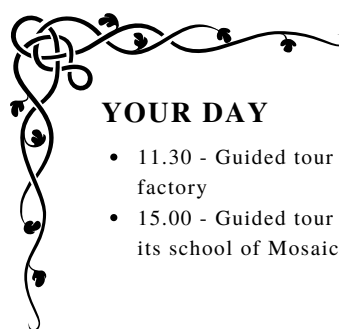 YOUR DAY
• 11.30 - Guided tour
factory
• 15.00 - Guided tour
its school of Mosaic